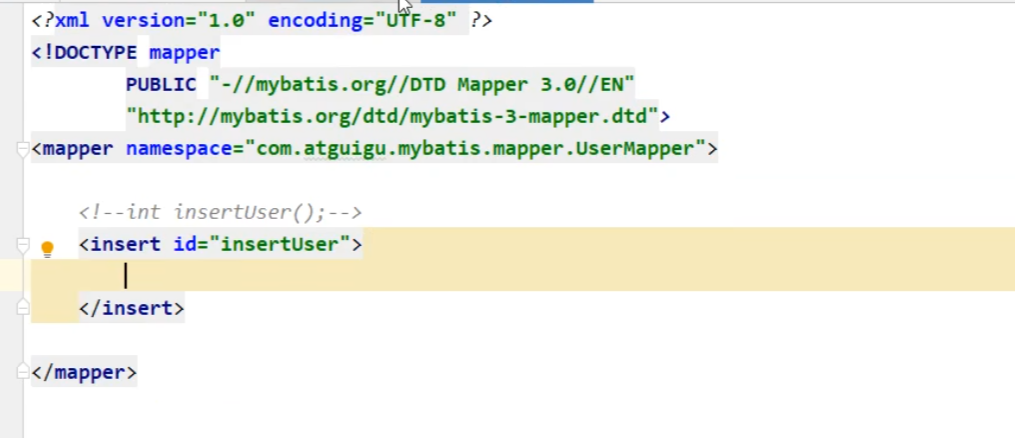 <?xml version="1.0" encoding="UTF-8" ?>
<!DOCTYPE mapper
PUBLIC "-//mybatis.org//DTD Mapper 3.0//EN"
"http://mybatis.org/dtd/mybatis-3-mapper.dtd">
<mapper namespace="com.atguigu.mybatis.mapper.UserMapper">
<!--int insertUser();-->
<insert id="insertUser">
</insert>
</mapper>